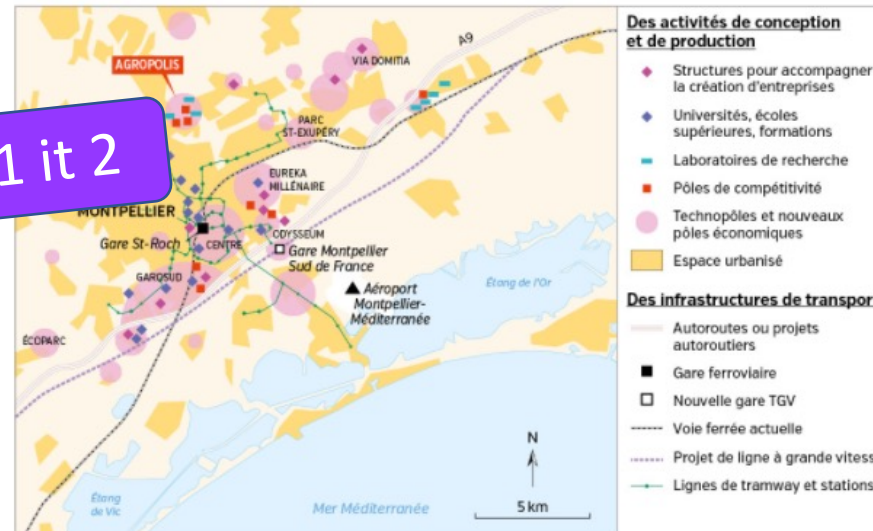 A9
VIA DOMITIA
AGROPOLIS
PARC
ST-EXUPÉRY
1 it 2
EUREKA
MILLÉNAIRE
MONTPELLIER
Gare St-Roch
CENTRE
ODYSSEUM
Gare Montpellier
Sud de France
GAROSUD
Aéroport
Montpellier-
Méditerranée
Étang de l'Or
ÉCOPARC
N
5 km
Étang
de Vic
Mer Méditerranée
Des activités de conception
et de production
Structures pour accompagner
la création d'entreprises
Universités, écoles
supérieures, formations
Laboratoires de recherche
Pôles de compétitivité
Technopôles et nouveaux
pôles économiques
Espace urbanisé
Des infrastructures de transpor
Autoroutes ou projets
autoroutiers
Gare ferroviaire
Nouvelle gare TGV
Voie ferrée actuelle
Projet de ligne à grande vitess
Lignes de tramway et stations